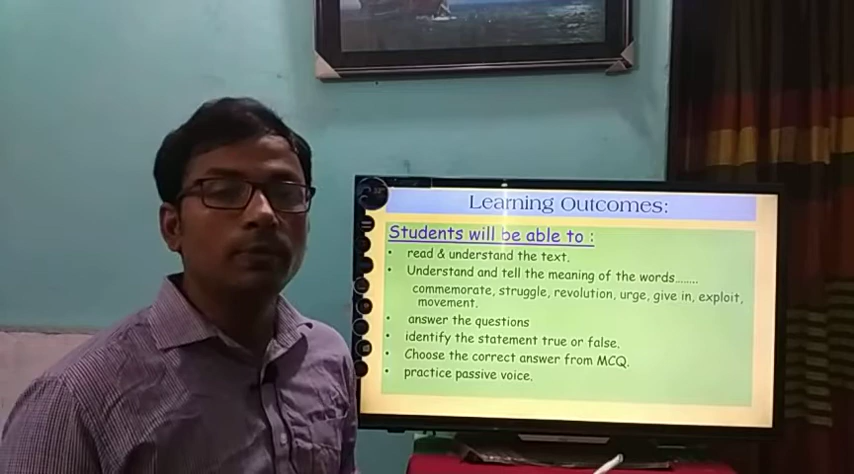 Learning Outcomes:
Students will be able to :
• read & understand the text.
• Understand and tell the meaning of the words........
commemorate, struggle, revolution, urge, give in, exploit,
movement.
• answer the questions
• identify the statement true or false.
• Choose the correct answer from MCQ.
• practice passive voice.